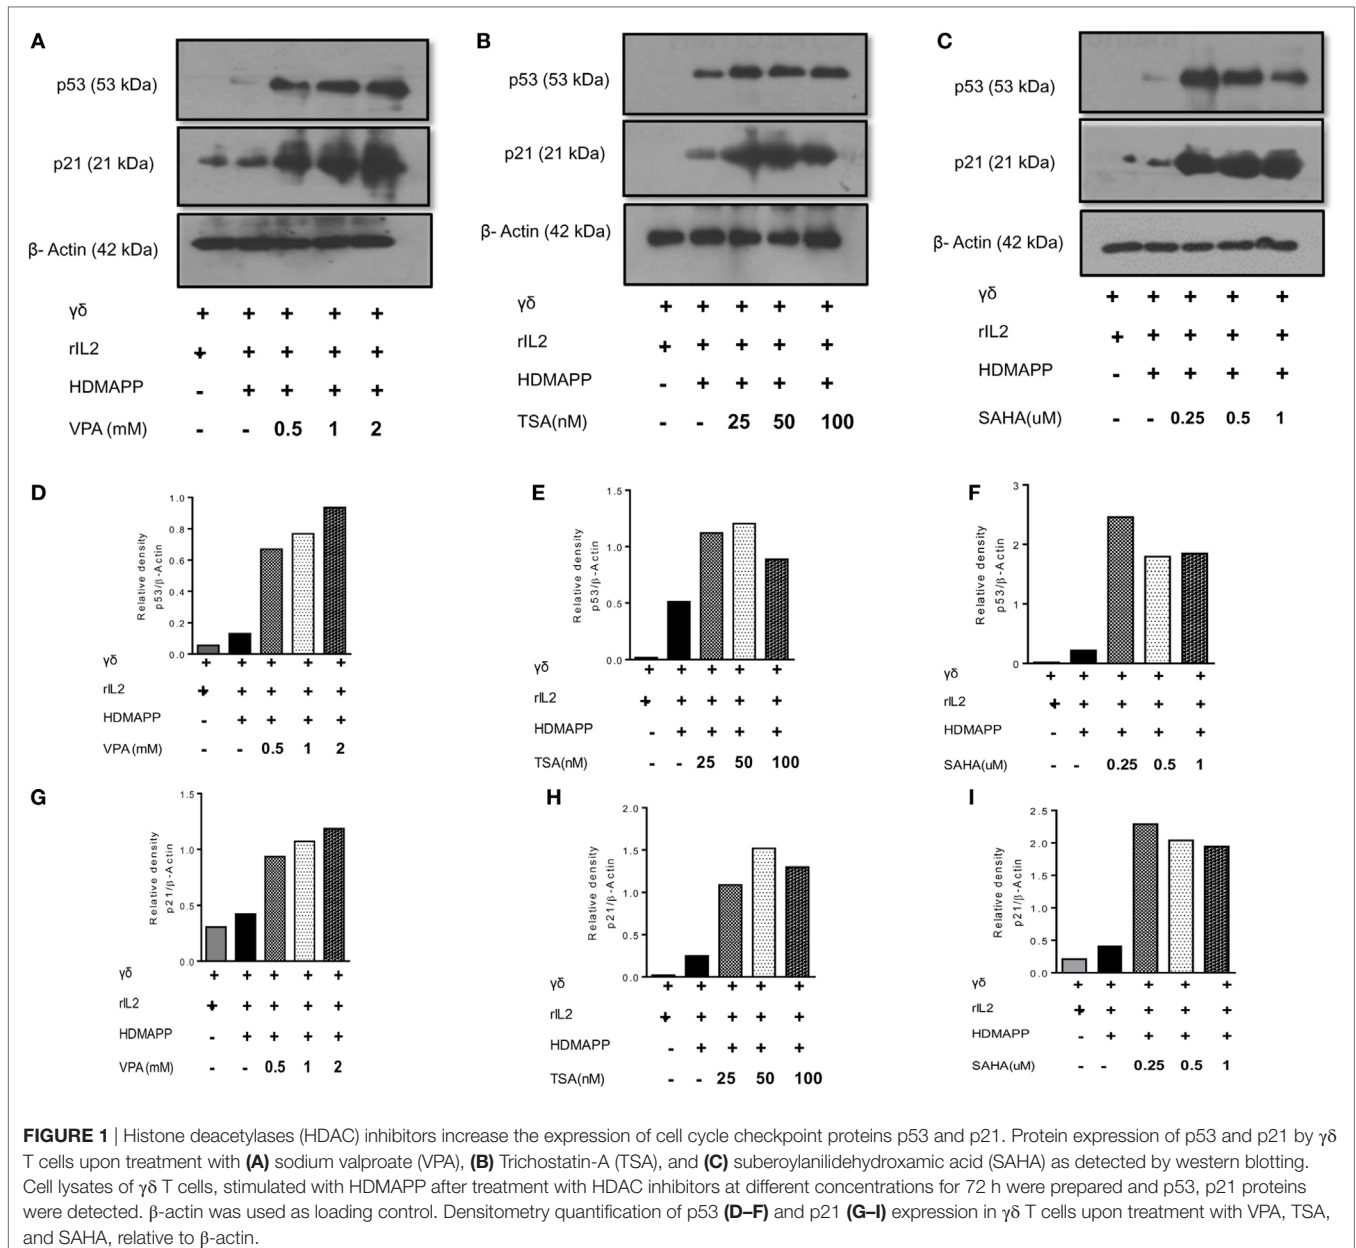 A
p53 (53 kDa)
p21 (21 kDa)
β- Actin (42 kDa)
γδ + + + + +
rIL2 + + + + +
HDMAPP - + + + +
VPA (mM) - - 0.5 1 2
B
p53 (53 kDa)
p21 (21 kDa)
β- Actin (42 kDa)
γδ + + + + +
rIL2 + + + + +
HDMAPP - + + + +
TSA(nM) - - 25 50 100
C
p53 (53 kDa)
p21 (21 kDa)
β- Actin (42 kDa)
γδ + + + + +
rIL2 + + + + +
HDMAPP - + + + +
SAHA(uM) - - 0.25 0.5 1
D
Relative density
p53/β-Actin
1.0
0.8
0.6
0.4
0.2
0.0
γδ + + + + +
rIL2 + + + + +
HDMAPP - + + + +
VPA(mM) - - 0.5 1 2
E
Relative density
p53/β-Actin
1.5
1.0
0.5
0.0
γδ + + + + +
rIL2 + + + + +
HDMAPP - + + + +
TSA(nM) - - 25 50 100
F
Relative density
p53/β-Actin
3
2
1
0
γδ + + + + +
rIL2 + + + + +
HDMAPP - + + + +
SAHA(uM) - - 0.25 0.5 1
G
Relative density
p21/β-Actin
1.5
1.0
0.5
0.0
γδ + + + + +
rIL2 + + + + +
HDMAPP - + + + +
VPA(mM) - - 0.5 1 2
H
Relative density
p21/β-Actin
2.0
1.5
1.0
0.5
0.0
γδ + + + + +
rIL2 + + + + +
HDMAPP - + + + +
TSA(nM) - - 25 50 100
I
Relative density
p21/β-Actin
2.5
2.0
1.5
1.0
0.5
0.0
γδ + + + + +
rIL2 + + + + +
HDMAPP - + + + +
SAHA(uM) - - 0.25 0.5 1
FIGURE 1 | Histone deacetylases (HDAC) inhibitors increase the expression of cell cycle checkpoint proteins p53 and p21. Protein expression of p53 and p21 by γδ
T cells upon treatment with (A) sodium valproate (VPA), (B) Trichostatin-A (TSA), and (C) suberoylanilidehydroxamic acid (SAHA) as detected by western blotting.
Cell lysates of γδ T cells, stimulated with HDMAPP after treatment with HDAC inhibitors at different concentrations for 72 h were prepared and p53, p21 proteins
were detected. β-actin was used as loading control. Densitometry quantification of p53 (D–F) and p21 (G–I) expression in γδ T cells upon treatment with VPA, TSA,
and SAHA, relative to β-actin.